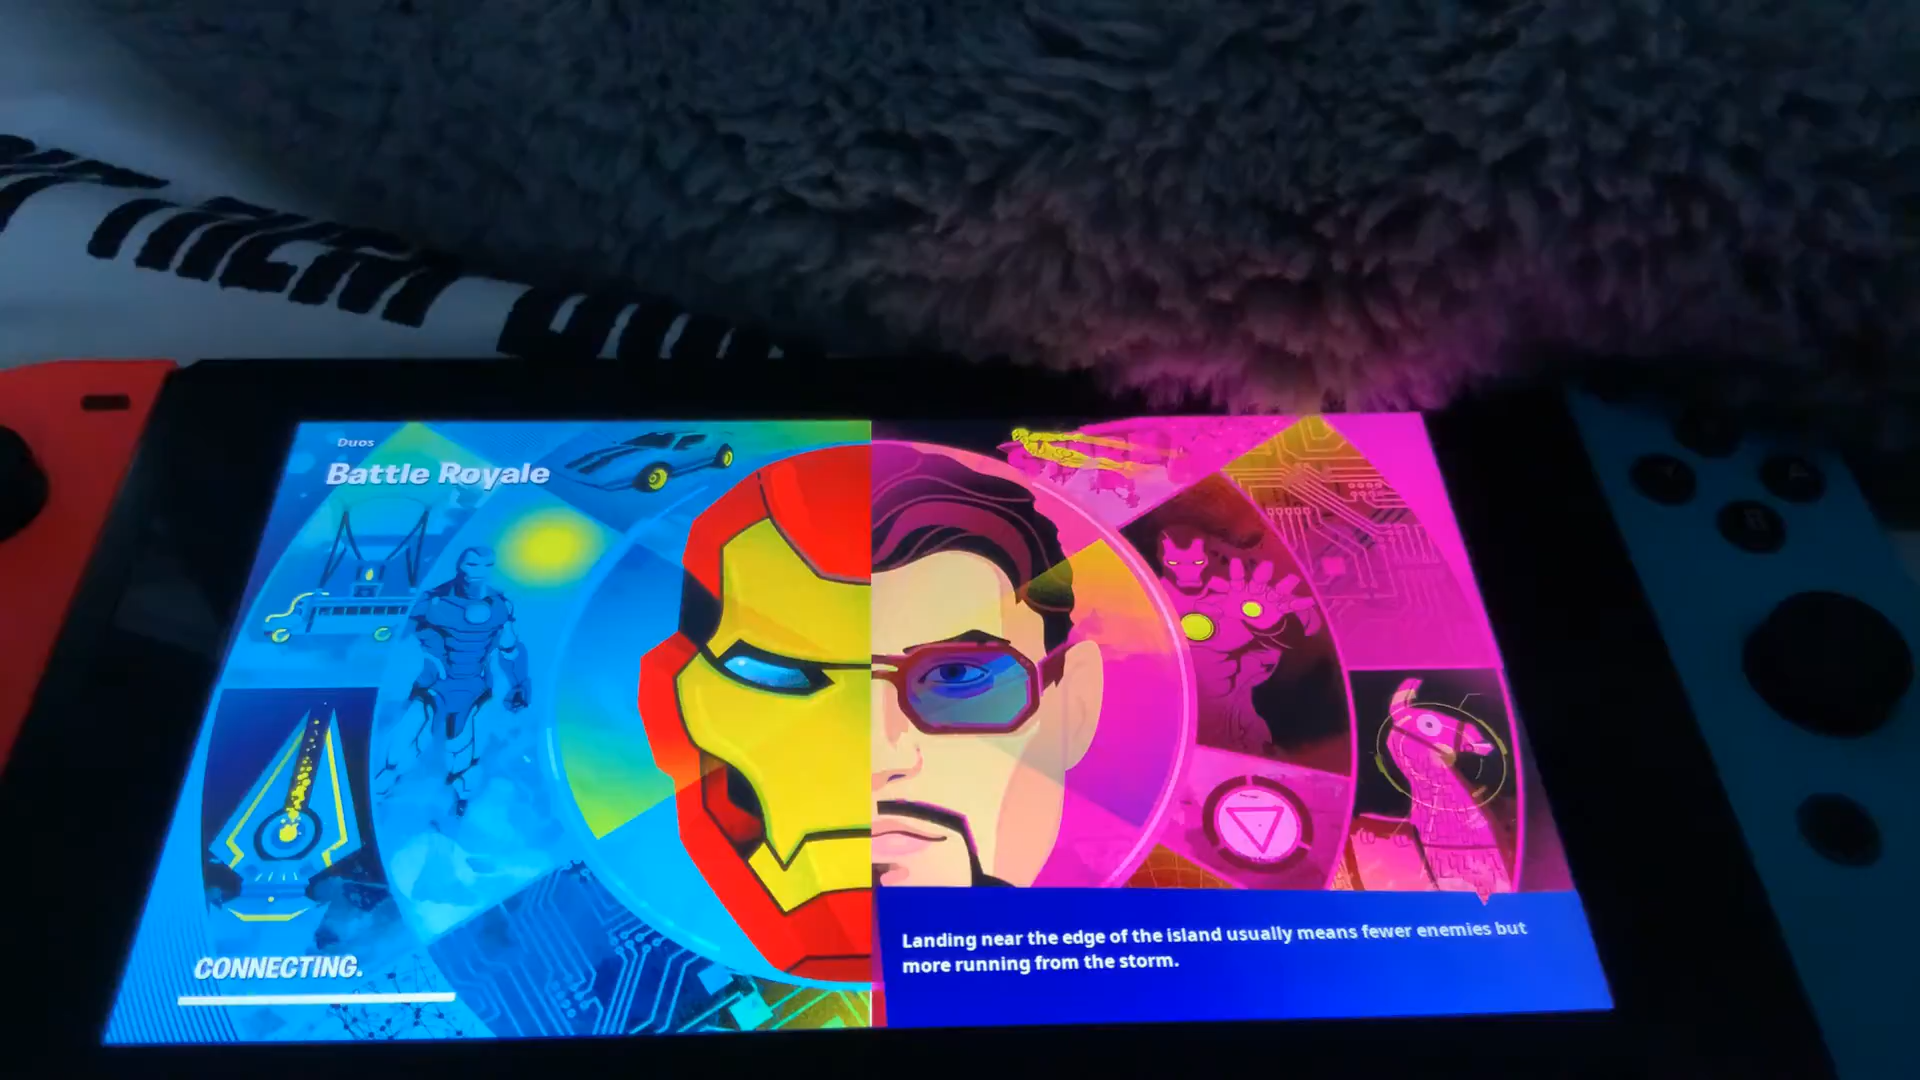 Duos
Battle Royale
CONNECTING.
Landing near the edge of the island usually means fewer enemies but
more running from the storm.
Y
A
B